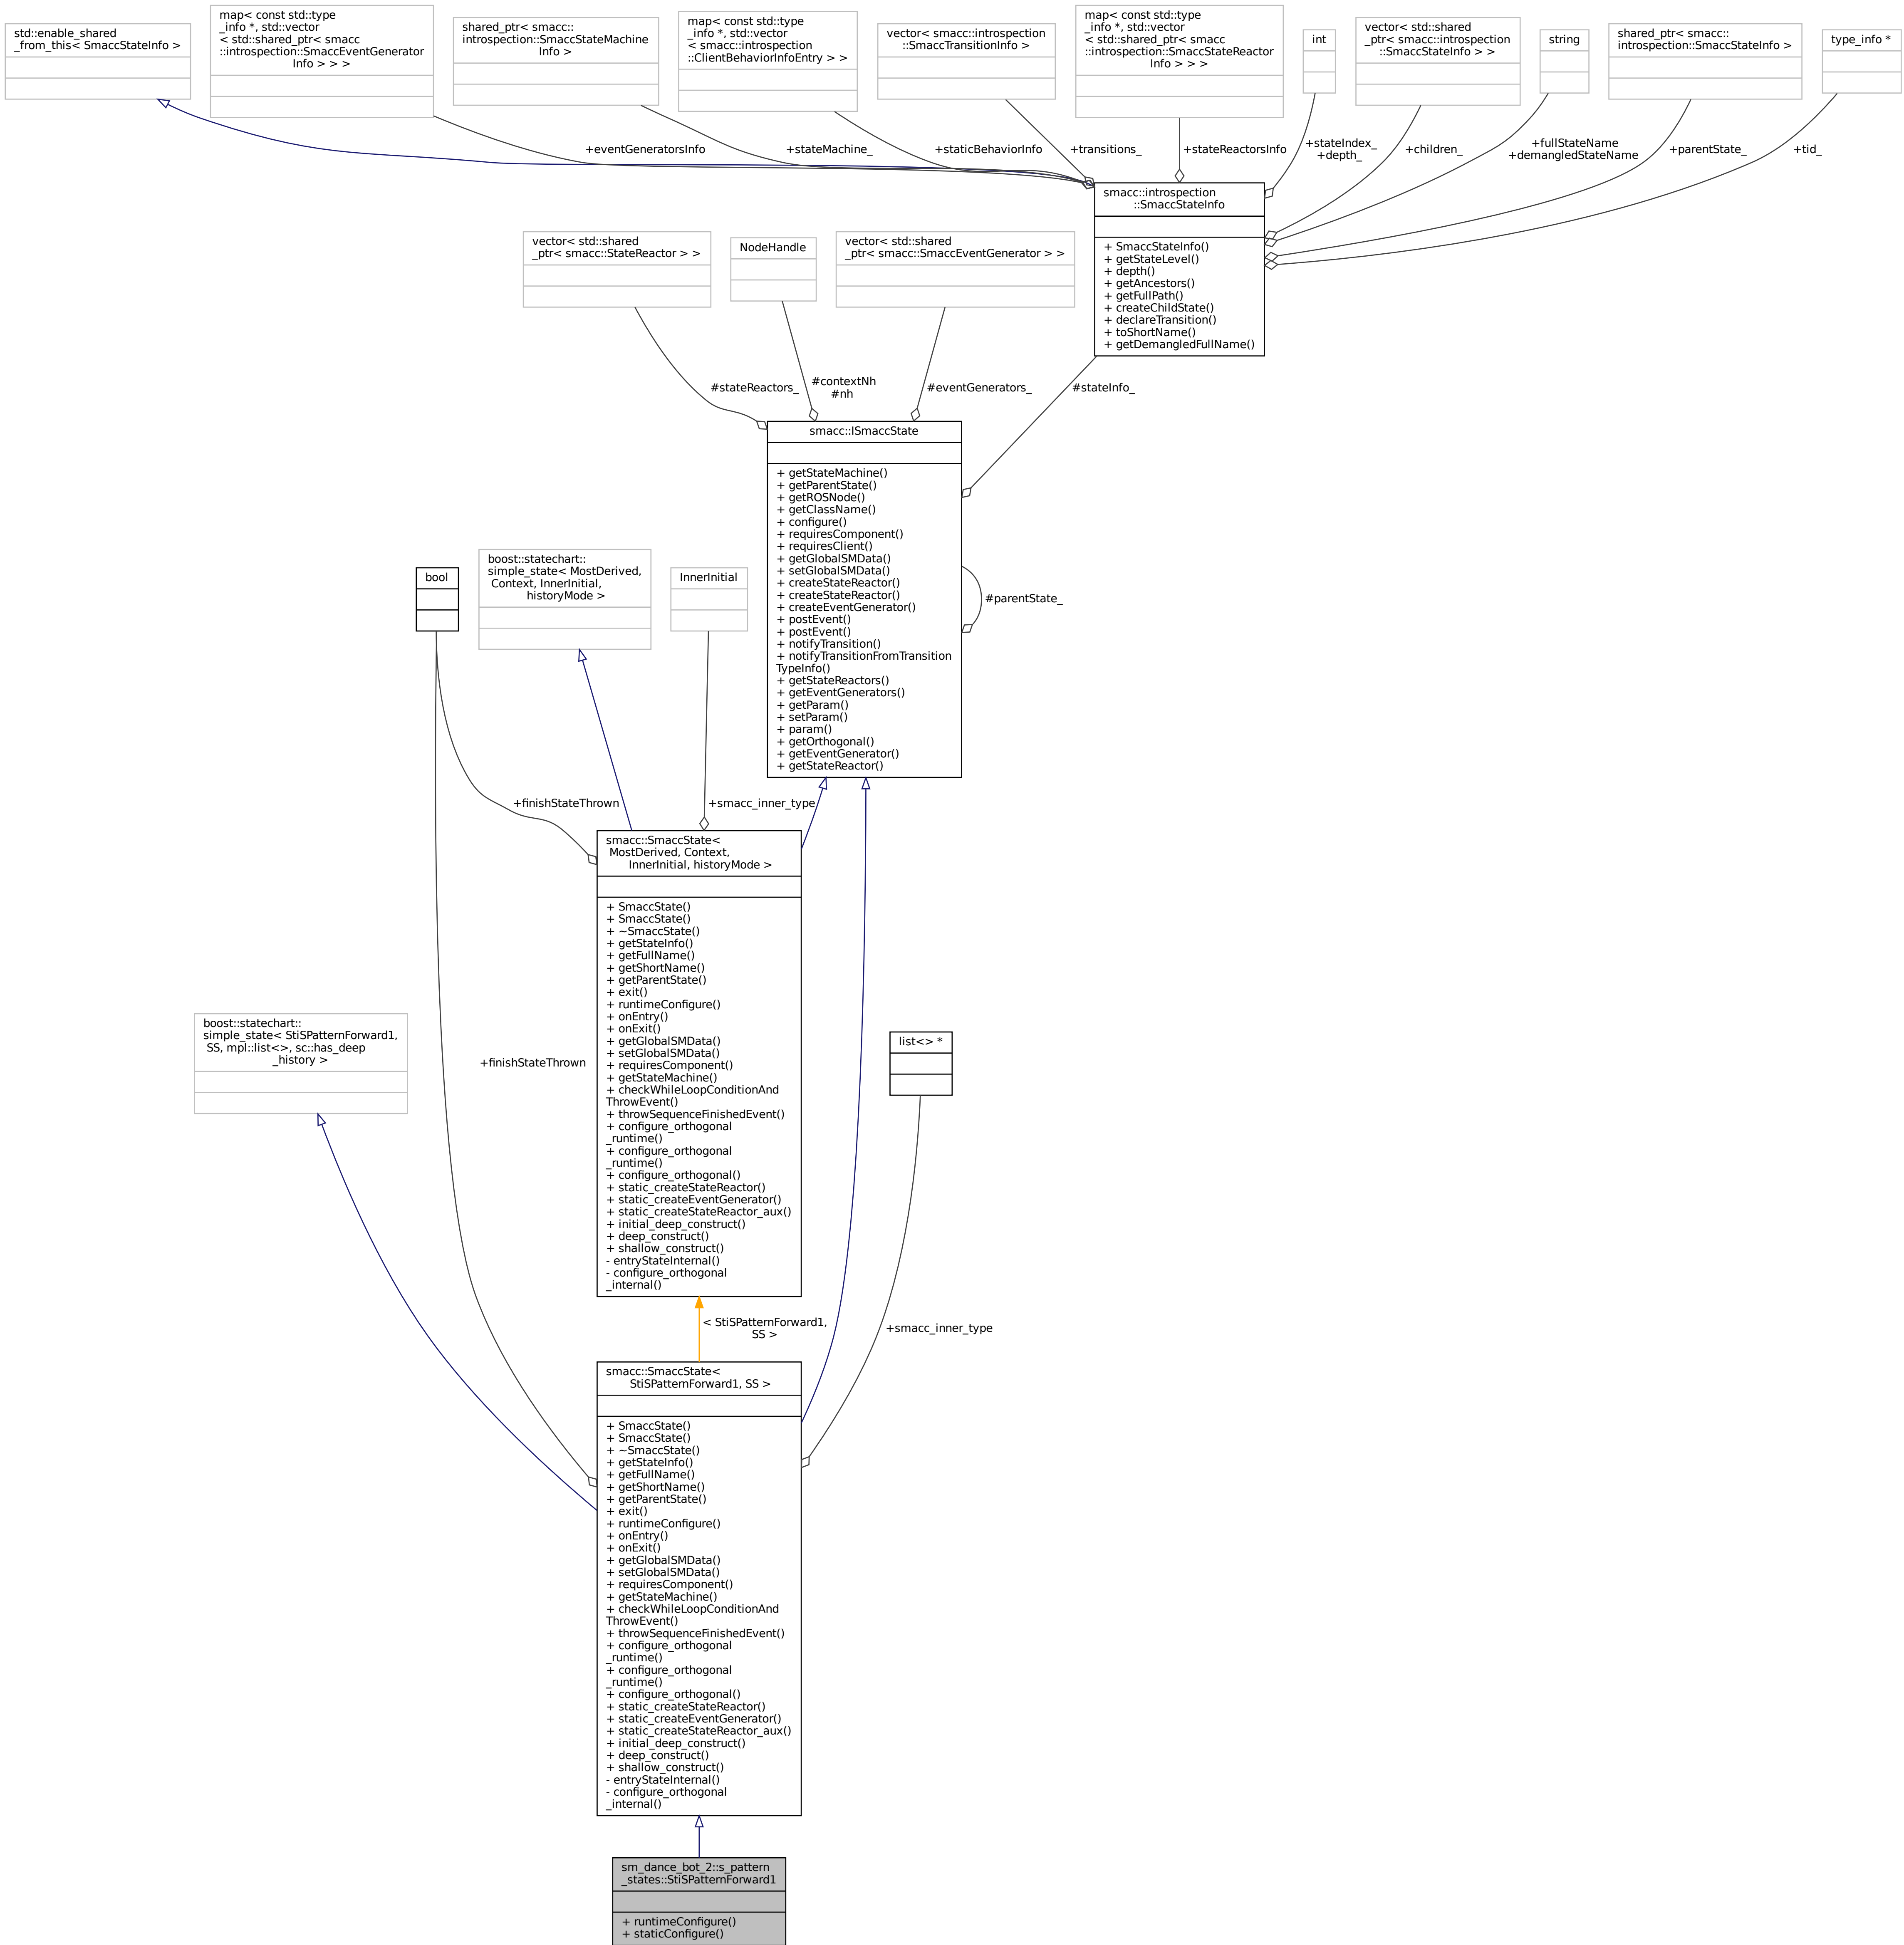 std::enable_shared
_from_this< SmaccStateInfo >
map< const std::type
_info *, std::vector
< std::shared_ptr< smacc
::introspection::SmaccEventGenerator
Info > > >
shared_ptr< smacc::
introspection::SmaccStateMachine
Info >
map< const std::type
_info *, std::vector
< smacc::introspection
::ClientBehaviorInfoEntry > >
vector< smacc::introspection
::SmaccTransitionInfo >
map< const std::type
_info *, std::vector
< std::shared_ptr< smacc
::introspection::SmaccStateReactor
Info > > >
int
vector< std::shared
_ptr< smacc::introspection
::SmaccStateInfo > >
string
shared_ptr< smacc::
introspection::SmaccStateInfo >
type_info *
+eventGeneratorsInfo
+stateMachine_
+staticBehaviorInfo
+transitions_
+stateReactorsInfo
+stateIndex_
+depth_
+children_
+fullStateName
+demangledStateName
+parentState_
+tid_
smacc::introspection
::SmaccStateInfo
+ SmaccStateInfo()
+ getStateLevel()
+ depth()
+ getAncestors()
+ getFullPath()
+ createChildState()
+ declareTransition()
+ toShortName()
+ getDemangledFullName()
vector< std::shared
_ptr< smacc::StateReactor > >
NodeHandle
vector< std::shared
_ptr< smacc::SmaccEventGenerator > >
#stateReactors_
#contextNh
#nh
#eventGenerators_
#stateInfo_
smacc::ISmaccState
+ getStateMachine()
+ getParentState()
+ getROSNode()
+ getClassName()
+ configure()
+ requiresComponent()
+ requiresClient()
+ getGlobalSMData()
+ setGlobalSMData()
+ createStateReactor()
+ createStateReactor()
+ createEventGenerator()
+ postEvent()
+ postEvent()
+ notifyTransition()
+ notifyTransitionFromTransition
TypeInfo()
+ getStateReactors()
+ getEventGenerators()
+ getParam()
+ setParam()
+ param()
+ getOrthogonal()
+ getEventGenerator()
+ getStateReactor()
#parentState_
bool
boost::statechart::
simple_state< MostDerived,
Context, InnerInitial,
historyMode >
InnerInitial
+finishStateThrown
+smacc_inner_type
smacc::SmaccState<
MostDerived, Context,
InnerInitial, historyMode >
+ SmaccState()
+ SmaccState()
+ ~SmaccState()
+ getStateInfo()
+ getFullName()
+ getShortName()
+ getParentState()
+ exit()
+ runtimeConfigure()
+ onEntry()
+ onExit()
+ getGlobalSMData()
+ setGlobalSMData()
+ requiresComponent()
+ getStateMachine()
+ checkWhileLoopConditionAnd
ThrowEvent()
+ throwSequenceFinishedEvent()
+ configure_orthogonal
_runtime()
+ configure_orthogonal
_runtime()
+ configure_orthogonal()
+ static_createStateReactor()
+ static_createEventGenerator()
+ static_createStateReactor_aux()
+ initial_deep_construct()
+ deep_construct()
+ shallow_construct()
- entryStateInternal()
- configure_orthogonal
_internal()
boost::statechart::
simple_state< StiSPatternForward1,
SS, mpl::list<>, sc::has_deep
_history >
+finishStateThrown
list<> *
< StiSPatternForward1,
SS >
+smacc_inner_type
smacc::SmaccState<
StiSPatternForward1, SS >
+ SmaccState()
+ SmaccState()
+ ~SmaccState()
+ getStateInfo()
+ getFullName()
+ getShortName()
+ getParentState()
+ exit()
+ runtimeConfigure()
+ onEntry()
+ onExit()
+ getGlobalSMData()
+ setGlobalSMData()
+ requiresComponent()
+ getStateMachine()
+ checkWhileLoopConditionAnd
ThrowEvent()
+ throwSequenceFinishedEvent()
+ configure_orthogonal
_runtime()
+ configure_orthogonal
_runtime()
+ configure_orthogonal()
+ static_createStateReactor()
+ static_createEventGenerator()
+ static_createStateReactor_aux()
+ initial_deep_construct()
+ deep_construct()
+ shallow_construct()
- entryStateInternal()
- configure_orthogonal
_internal()
sm_dance_bot_2::s_pattern
_states::StiSPatternForward1
+ runtimeConfigure()
+ staticConfigure()